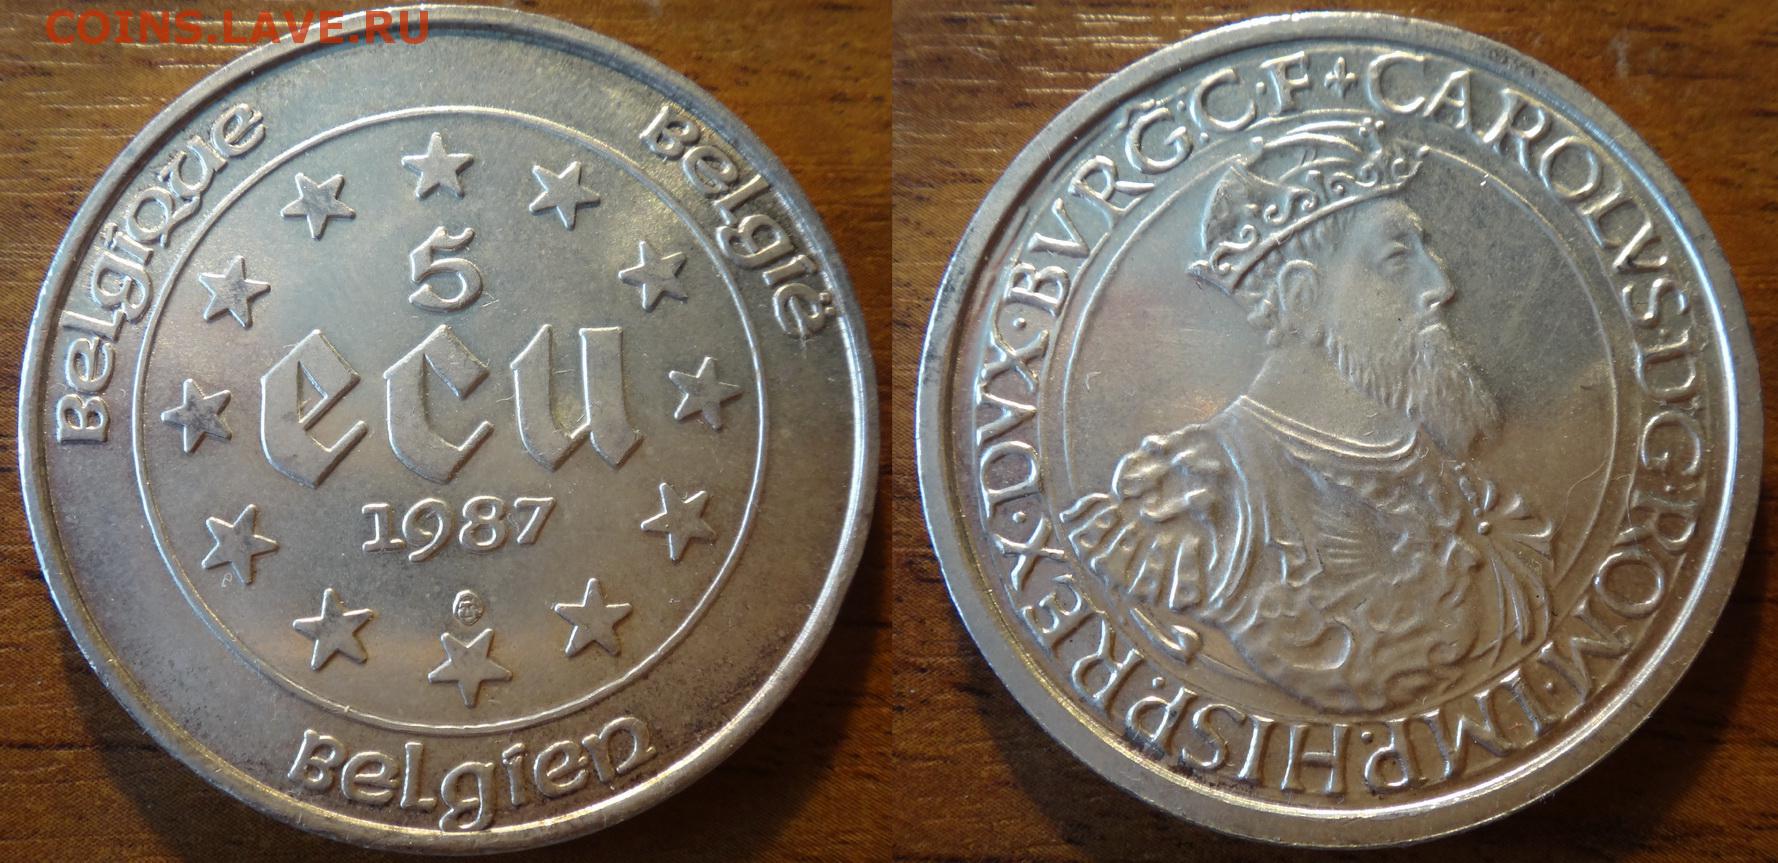 COINS.LAVE.RU
Belgique
België
5
ecu
1987
Belgien
CAROLVS·D'G·ROM·IMP·HISP·REX·DVX·BVRG·C·F